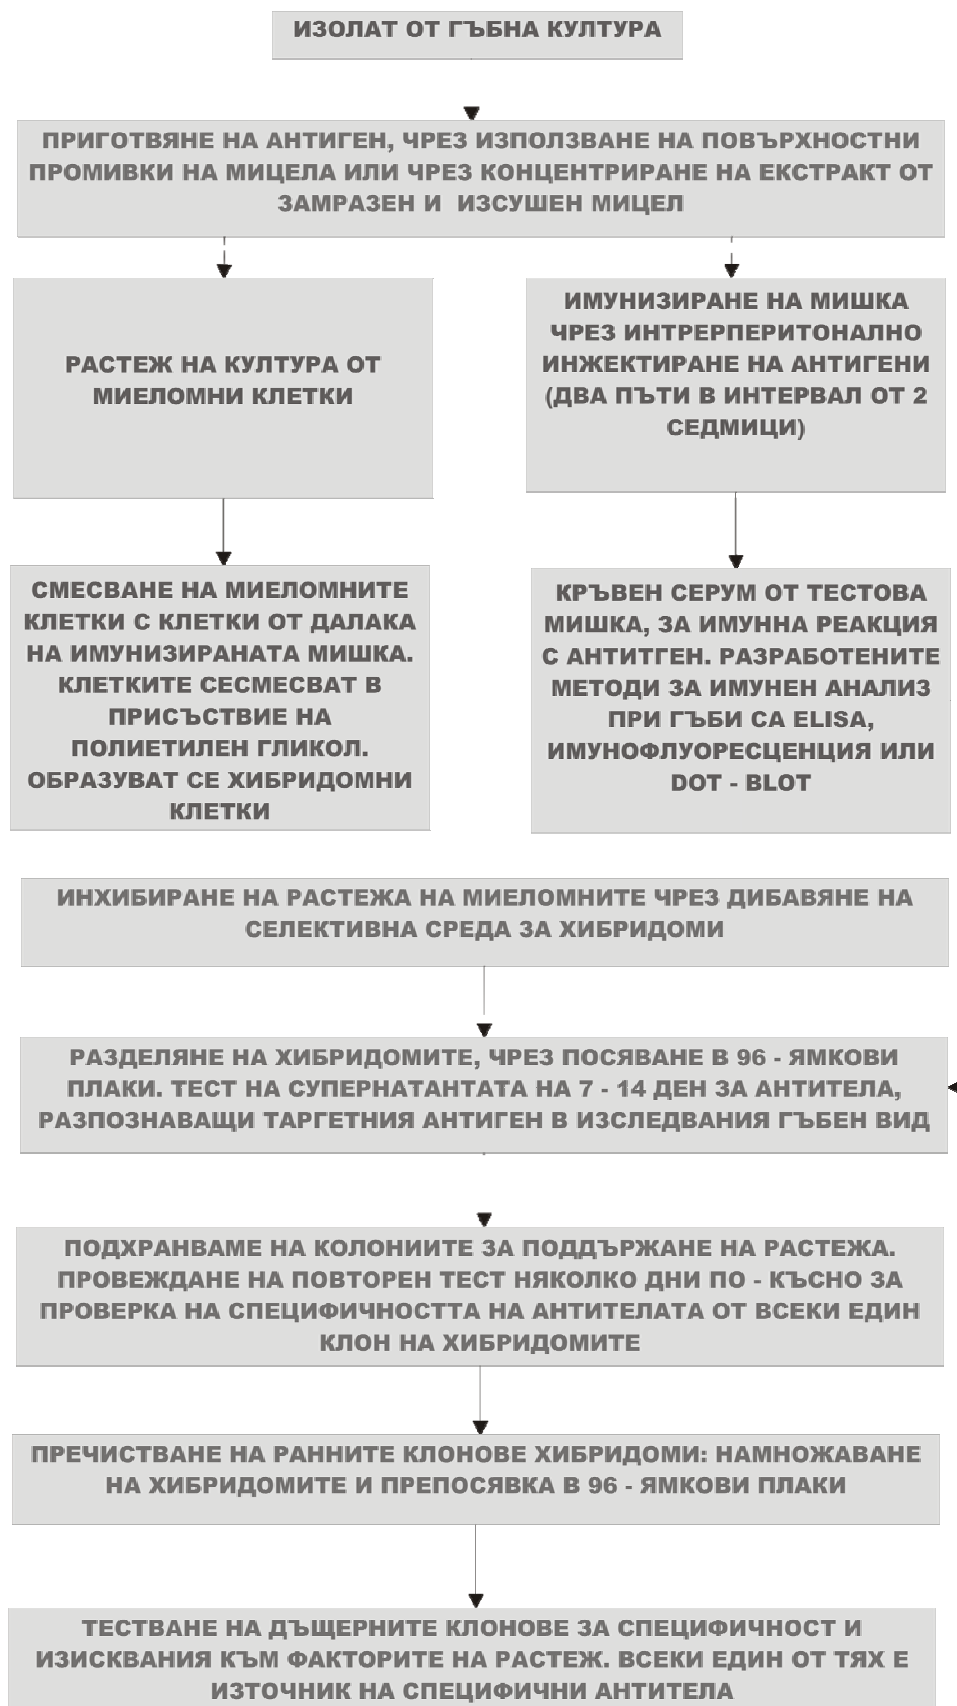 ИЗОЛАТ ОТ ГЪБНА КУЛТУРА
ПРИГОТВЯНЕ НА АНТИГЕН, ЧРЕЗ ИЗПОЛЗВАНЕ НА ПОВЪРХНОСТНИ
ПРОМИВКИ НА МИЦЕЛА ИЛИ ЧРЕЗ КОНЦЕНТРИРАНЕ НА ЕКСТРАКТ ОТ
ЗАМРАЗЕН И ИЗСУШЕН МИЦЕЛ
РАСТЕЖ НА КУЛТУРА ОТ
МИЕЛОМНИ КЛЕТКИ
ИМУНИЗИРАНЕ НА МИШКА
ЧРЕЗ ИНТРЕРПЕРИТОНАЛНО
ИНЖЕКТИРАНЕ НА АНТИГЕНИ
(ДВА ПЪТИ В ИНТЕРВАЛ ОТ 2
СЕДМИЦИ)
СМЕСВАНЕ НА МИЕЛОМНИТЕ
КЛЕТКИ С КЛЕТКИ ОТ ДАЛАКА
НА ИМУНИЗИРАНАТА МИШКА.
КЛЕТКИТЕ СЕСМЕСВАТ В
ПРИСЪСТВИЕ НА
ПОЛИЕТИЛЕН ГЛИКОЛ.
ОБРАЗУВАТ СЕ ХИБРИДОМНИ
КЛЕТКИ
КРЪВЕН СЕРУМ ОТ ТЕСТОВА
МИШКА, ЗА ИМУННА РЕАКЦИЯ
С АНТИТГЕН. РАЗРАБОТЕНИТЕ
МЕТОДИ ЗА ИМУНЕН АНАЛИЗ
ПРИ ГЪБИ СА ELISA,
ИМУНОФЛУОРЕСЦЕНЦИЯ ИЛИ
DOT - BLOT
ИНХИБИРАНЕ НА РАСТЕЖА НА МИЕЛОМНИТЕ ЧРЕЗ ДИБАВЯНЕ НА
СЕЛЕКТИВНА СРЕДА ЗА ХИБРИДОМИ
РАЗДЕЛЯНЕ НА ХИБРИДОМИТЕ, ЧРЕЗ ПОСЯВАНЕ В 96 - ЯМКОВИ
ПЛАКИ. ТЕСТ НА СУПЕРНАТАНТАТА НА 7 - 14 ДЕН ЗА АНТИТЕЛА,
РАЗПОЗНАВАЩИ ТАРГЕТНИЯ АНТИГЕН В ИЗСЛЕДВАНИЯ ГЪБЕН ВИД
ПОДХРАНВАМЕ НА КОЛОНИИТЕ ЗА ПОДДЪРЖАНЕ НА РАСТЕЖА.
ПРОВЕЖДАНЕ НА ПОВТОРЕН ТЕСТ НЯКОЛКО ДНИ ПО - КЪСНО ЗА
ПРОВЕРКА НА СПЕЦИФИЧНОСТТА НА АНТИТЕЛАТА ОТ ВСЕКИ ЕДИН
КЛОН НА ХИБРИДОМИТЕ
ПРЕЧИСТВАНЕ НА РАННИТЕ КЛОНОВЕ ХИБРИДОМИ: НАМНОЖАВАНЕ
НА ХИБРИДОМИТЕ И ПРЕПОСЯВКА В 96 - ЯМКОВИ ПЛАКИ
ТЕСТВАНЕ НА ДЪЩЕРНИТЕ КЛОНОВЕ ЗА СПЕЦИФИЧНОСТ И
ИЗИСКВАНИЯ КЪМ ФАКТОРИТЕ НА РАСТЕЖ. ВСЕКИ ЕДИН ОТ ТЯХ Е
ИЗТОЧНИК НА СПЕЦИФИЧНИ АНТИТЕЛА